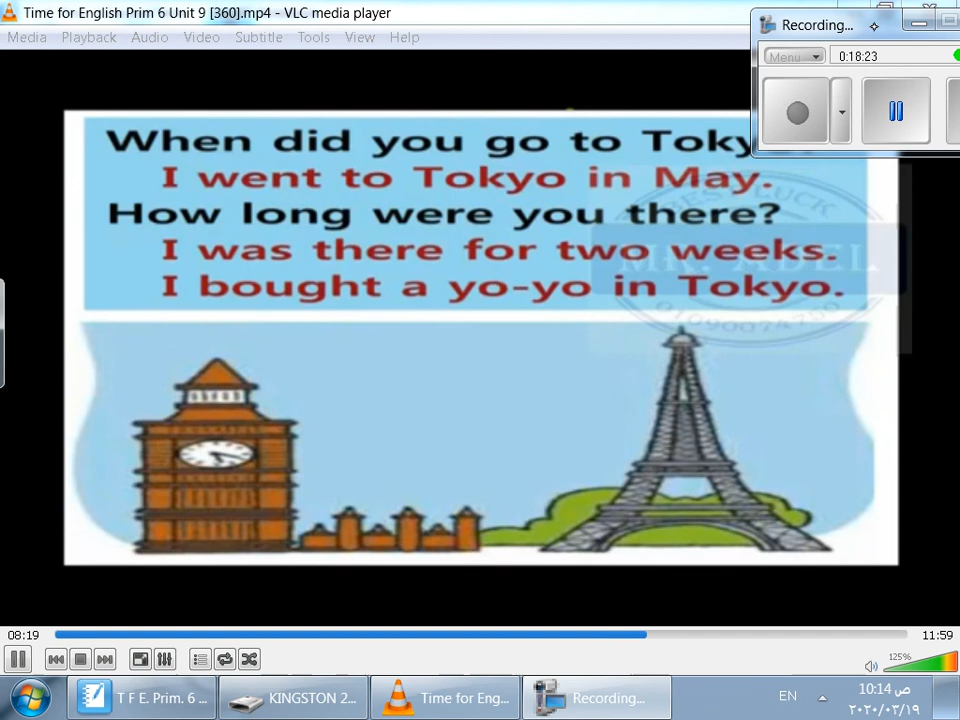 Time for English Prim 6 Unit 9 [360].mp4 - VLC media player
Media Playback Audio Video Subtitle Tools View Help
Recording...
Menu
0:18:23
When did you go to
I went to Tokyo in May.
How long were you there?
I was there for two weeks.
I bought a yo-yo in Tokyo.
BEST LUCK
MR. ADEL
01090074750
08:19
11:59
125%
T F E. Prim. 6 ...
KINGSTON 2...
Time for Eng...
Recording...
EN
10:14 ص
٢٠٢٠/٠٣/١٩